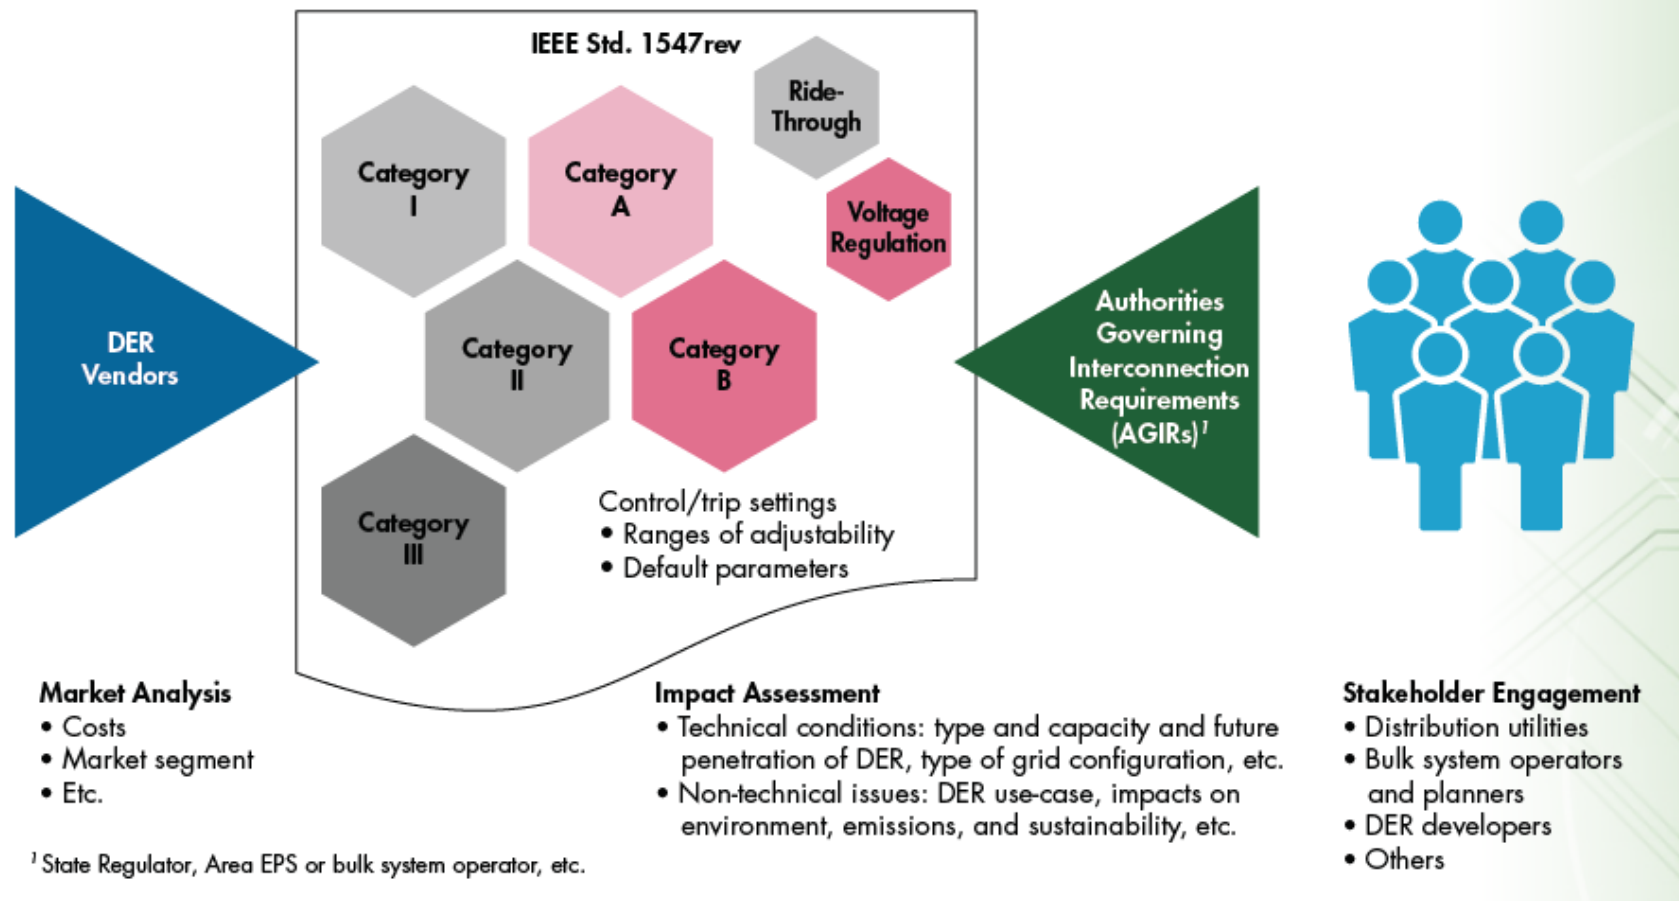 IEEE Std. 1547rev
Ride-
Through
Category
I
Category
A
Voltage
Regulation
Category
II
Category
B
Category
III
Control/trip settings
• Ranges of adjustability
• Default parameters
DER
Vendors
Authorities
Governing
Interconnection
Requirements
(AGIRs)¹
Market Analysis
• Costs
• Market segment
• Etc.
Impact Assessment
• Technical conditions: type and capacity and future
penetration of DER, type of grid configuration, etc.
• Non-technical issues: DER use-case, impacts on
environment, emissions, and sustainability, etc.
Stakeholder Engagement
• Distribution utilities
• Bulk system operators
and planners
• DER developers
• Others
¹ State Regulator, Area EPS or bulk system operator, etc.